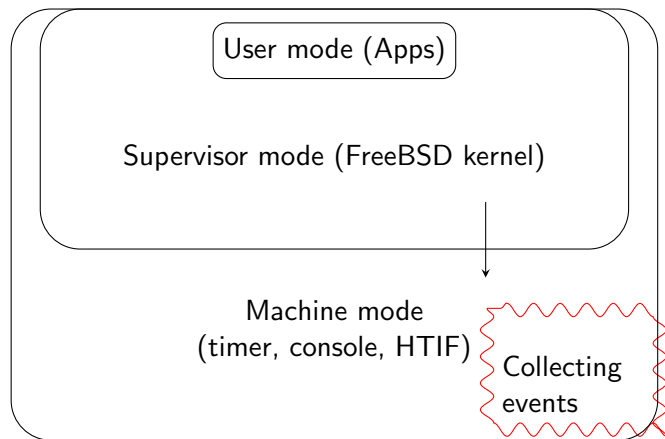 User mode (Apps)
Supervisor mode (FreeBSD kernel)
Machine mode
(timer, console, HTIF)
Collecting
events